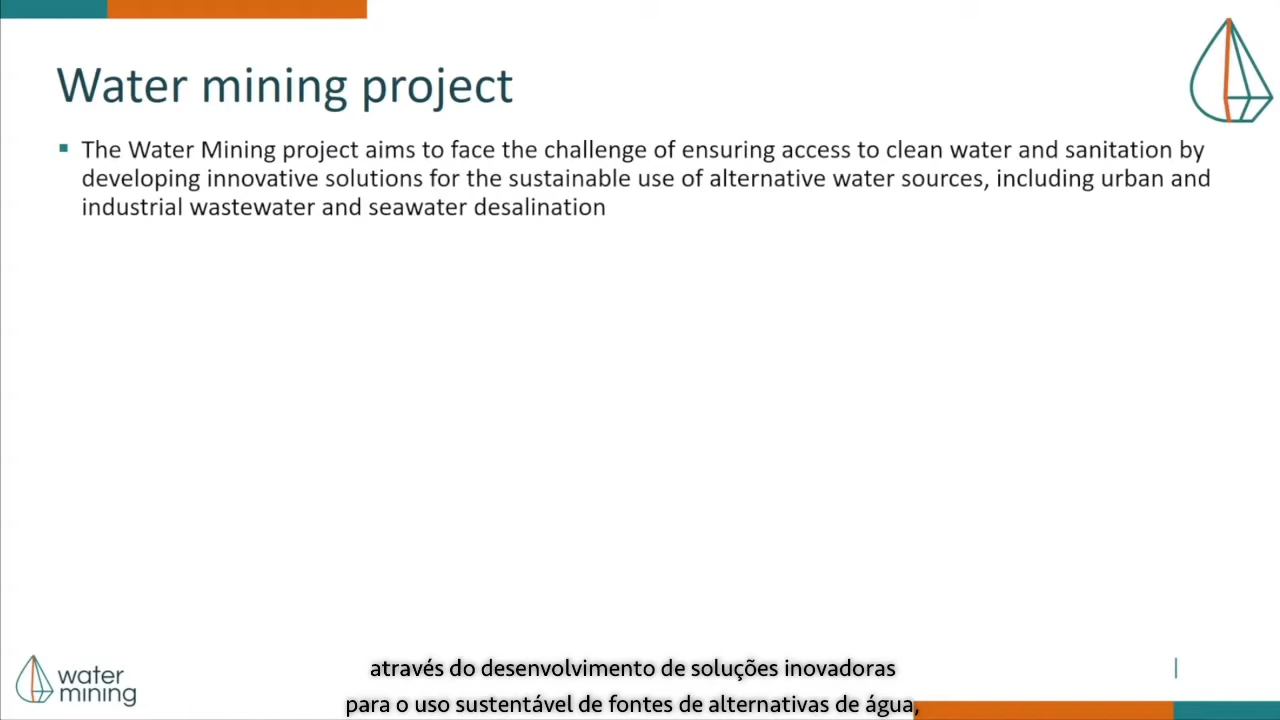 Water mining project
▪ The Water Mining project aims to face the challenge of ensuring access to clean water and sanitation by
developing innovative solutions for the sustainable use of alternative water sources, including urban and
industrial wastewater and seawater desalination
water
mining
através do desenvolvimento de soluções inovadoras
para o uso sustentável de fontes de alternativas de água,